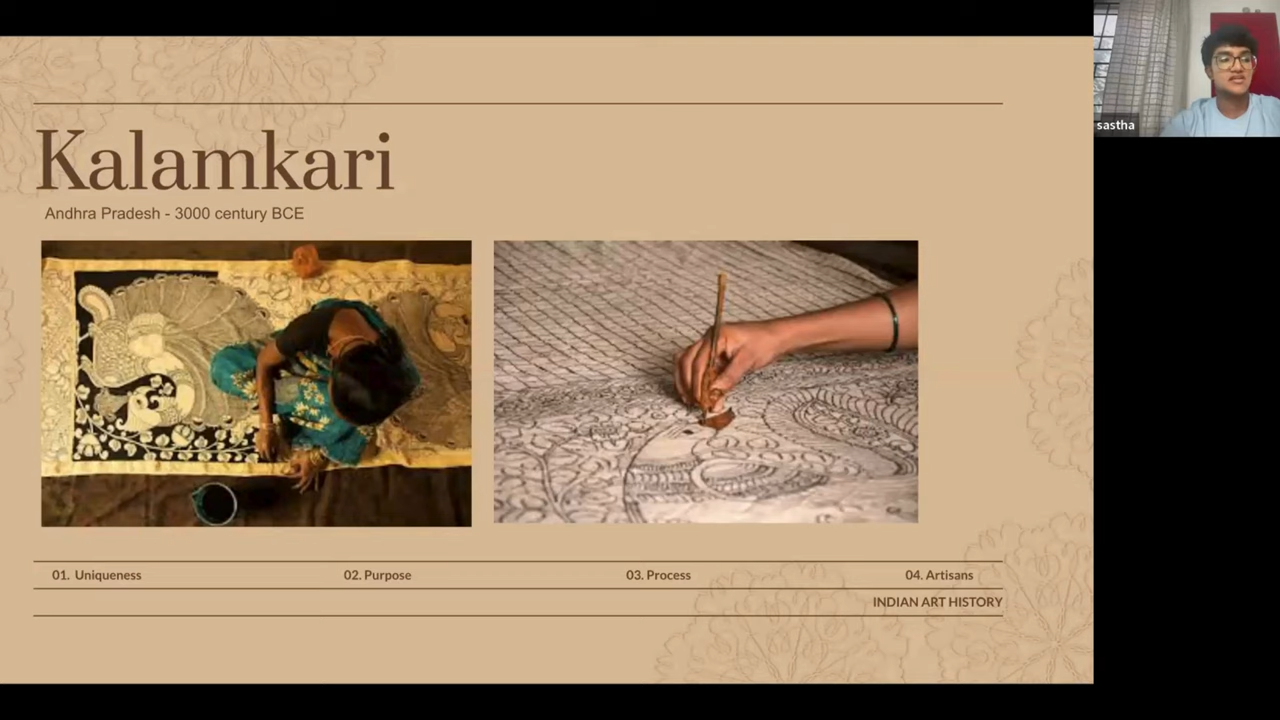 Kalamkari
Andhra Pradesh - 3000 century BCE
01. Uniqueness
02. Purpose
03. Process
04. Artisans
INDIAN ART HISTORY
sastha